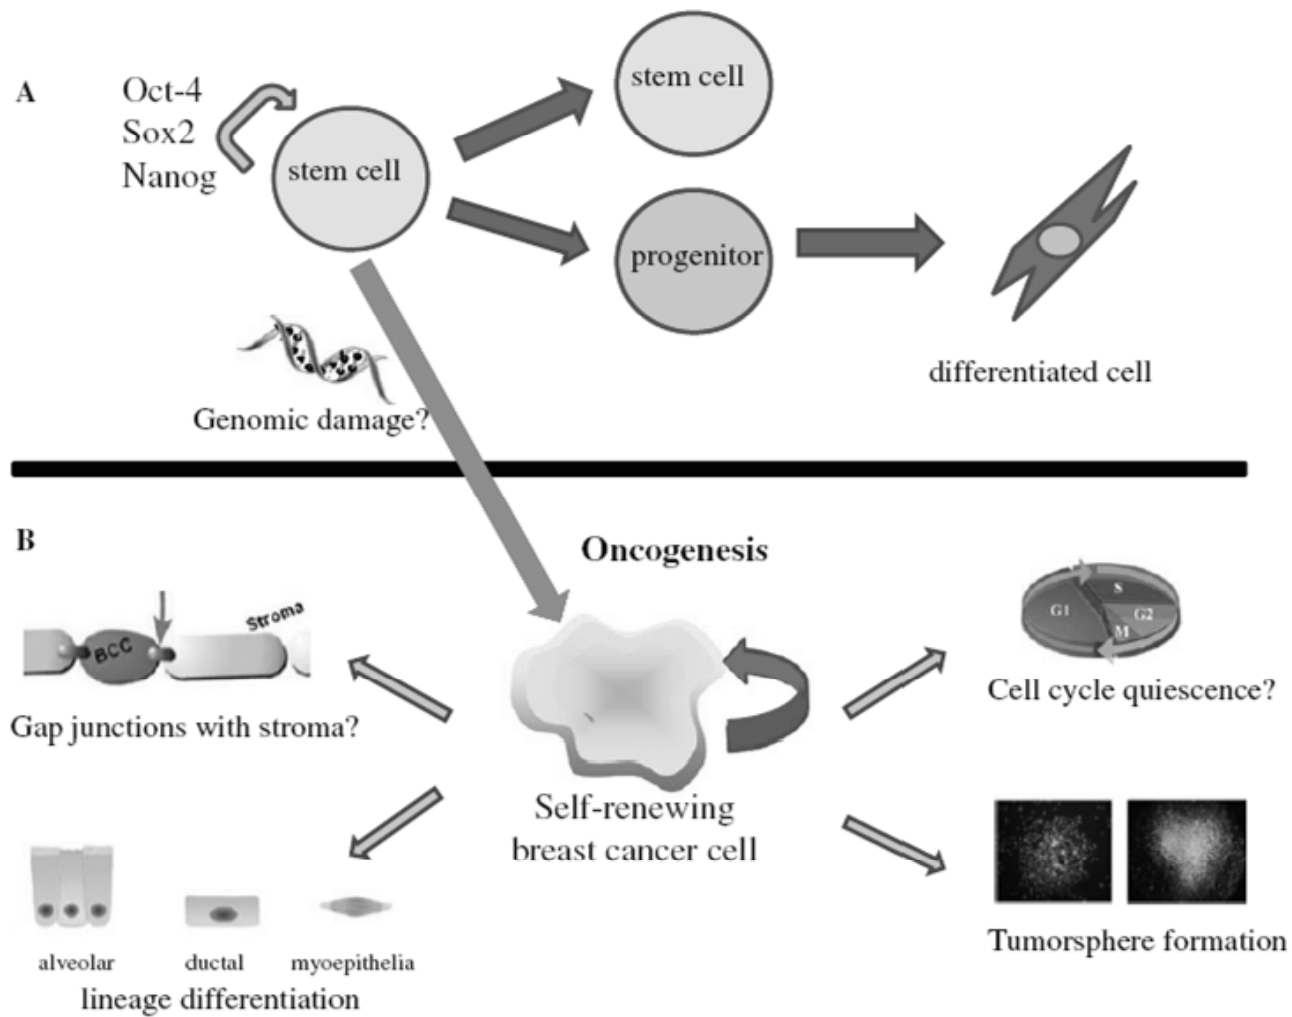 A
Oct-4
Sox2
Nanog
stem cell
stem cell
progenitor
differentiated cell
Genomic damage?
B
Oncogenesis
BCC
Stroma
Gap junctions with stroma?
G1
S
G2
M
Cell cycle quiescence?
Self-renewing
breast cancer cell
alveolar ductal myoepithelia
lineage differentiation
Tumorsphere formation